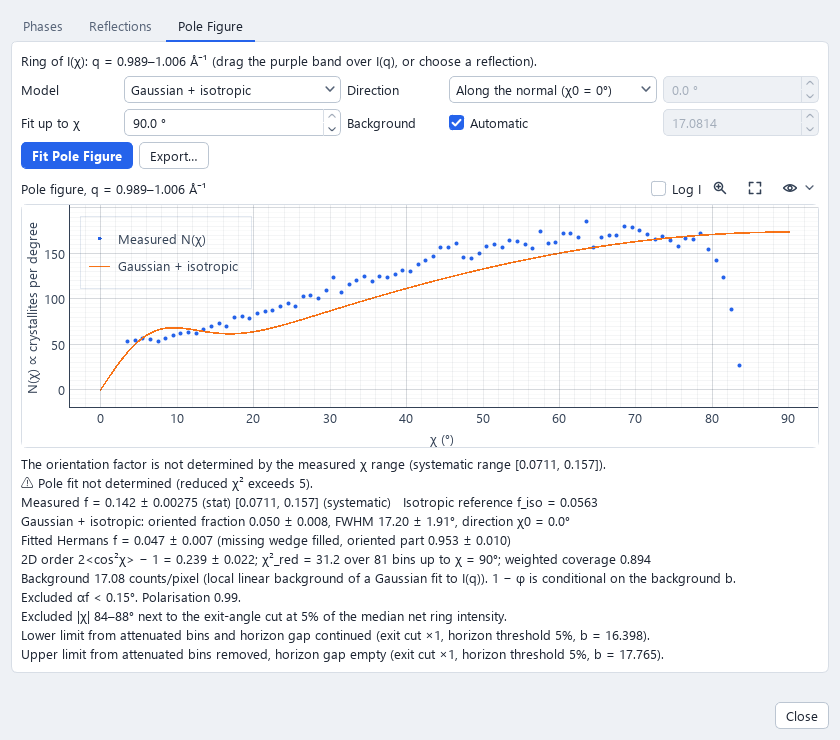 Phases Reflections Pole Figure
Ring of I(χ): q = 0.989–1.006 Å⁻¹ (drag the purple band over I(q), or choose a reflection).
Model Gaussian + isotropic Direction Along the normal (χ0 = 0°) 0.0 °
Fit up to χ 90.0 ° Background Automatic 17.0814
Fit Pole Figure Export...
Pole figure, q = 0.989–1.006 Å⁻¹ Log I
N(χ) ∝ crystallites per degree
150
100
50
0
Measured N(χ)
Gaussian + isotropic
0 10 20 30 40 50 60 70 80 90
χ (°)
The orientation factor is not determined by the measured χ range (systematic range [0.0711, 0.157]).
⚠ Pole fit not determined (reduced χ² exceeds 5).
Measured f = 0.142 ± 0.00275 (stat) [0.0711, 0.157] (systematic) Isotropic reference f_iso = 0.0563
Gaussian + isotropic: oriented fraction 0.050 ± 0.008, FWHM 17.20 ± 1.91°, direction χ0 = 0.0°
Fitted Hermans f = 0.047 ± 0.007 (missing wedge filled, oriented part 0.953 ± 0.010)
2D order 2<cos²χ> − 1 = 0.239 ± 0.022; χ²_red = 31.2 over 81 bins up to χ = 90°; weighted coverage 0.894
Background 17.08 counts/pixel (local linear background of a Gaussian fit to I(q)). 1 − φ is conditional on the background b.
Excluded αf < 0.15°. Polarisation 0.99.
Excluded |χ| 84–88° next to the exit-angle cut at 5% of the median net ring intensity.
Lower limit from attenuated bins and horizon gap continued (exit cut ×1, horizon threshold 5%, b = 16.398).
Upper limit from attenuated bins removed, horizon gap empty (exit cut ×1, horizon threshold 5%, b = 17.765).
Close